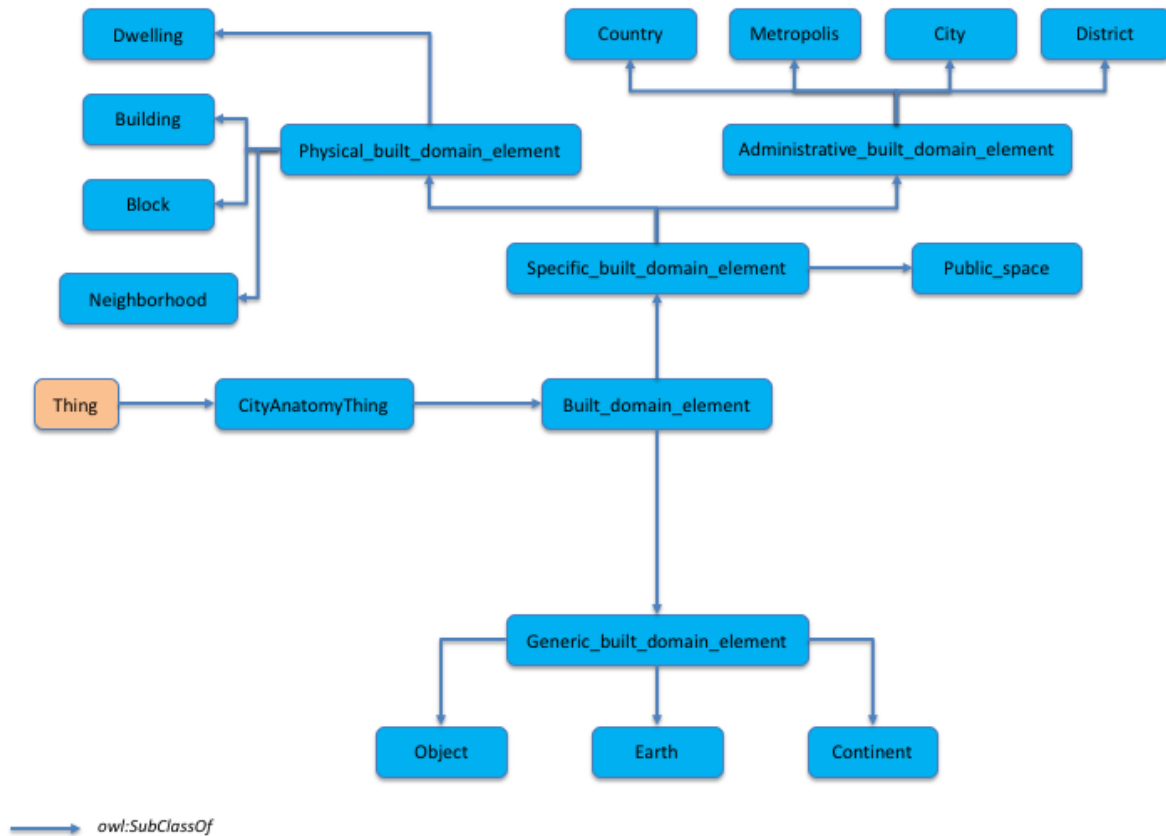 Dwelling
Country
Metropolis
City
District
Building
Physical_built_domain_element
Administrative_built_domain_element
Block
Specific_built_domain_element
Public_space
Neighborhood
Thing
CityAnatomyThing
Built_domain_element
Generic_built_domain_element
Object
Earth
Continent
owl:SubClassOf